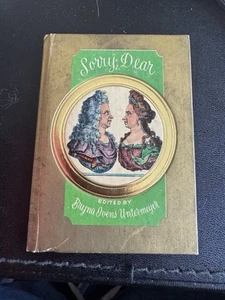 Sorry, Dear
EDITED BY
Bryna Ivens Untermeyer